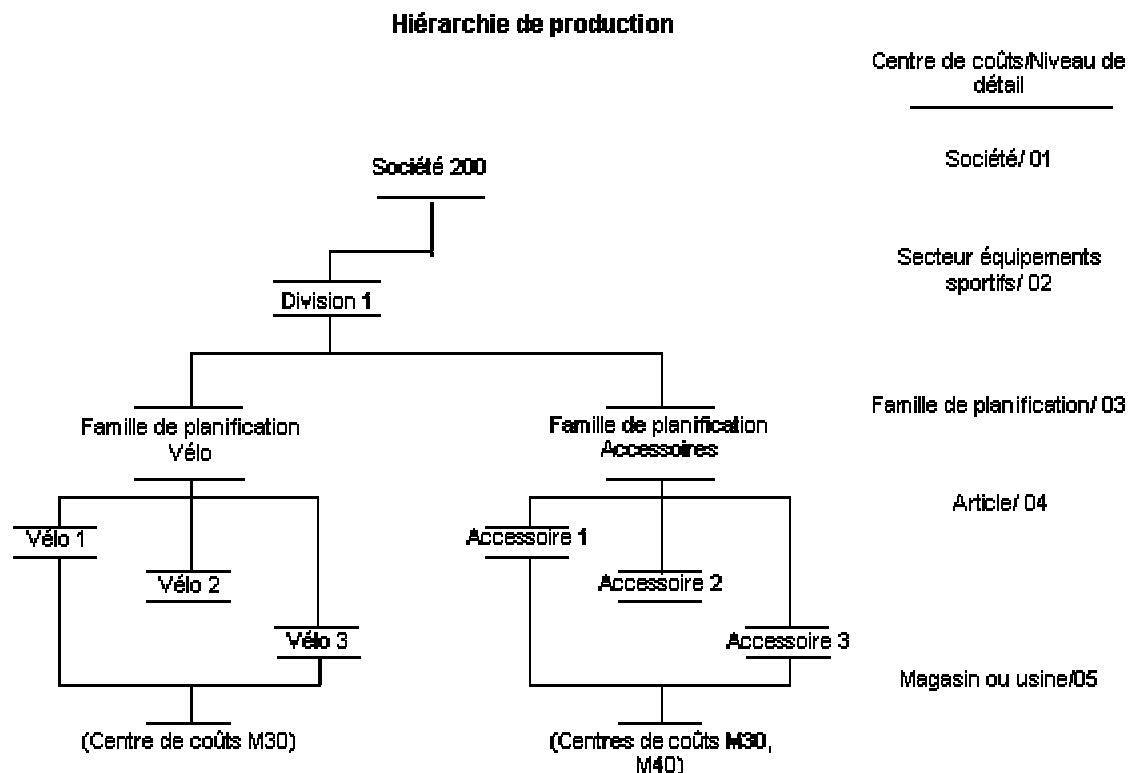 Hiérarchie de production
Centre de coûts/Niveau de
détail
Société 200
Société/ 01
Secteur équipements
sportifs/ 02
Division 1
Famille de planification/ 03
Famille de planification
Vélo
Famille de planification
Accessoires
Article/ 04
Vélo 1
Accessoire 1
Vélo 2
Accessoire 2
Vélo 3
Accessoire 3
Magasin ou usine/05
(Centre de coûts M30)
(Centres de coûts M30,
M40)